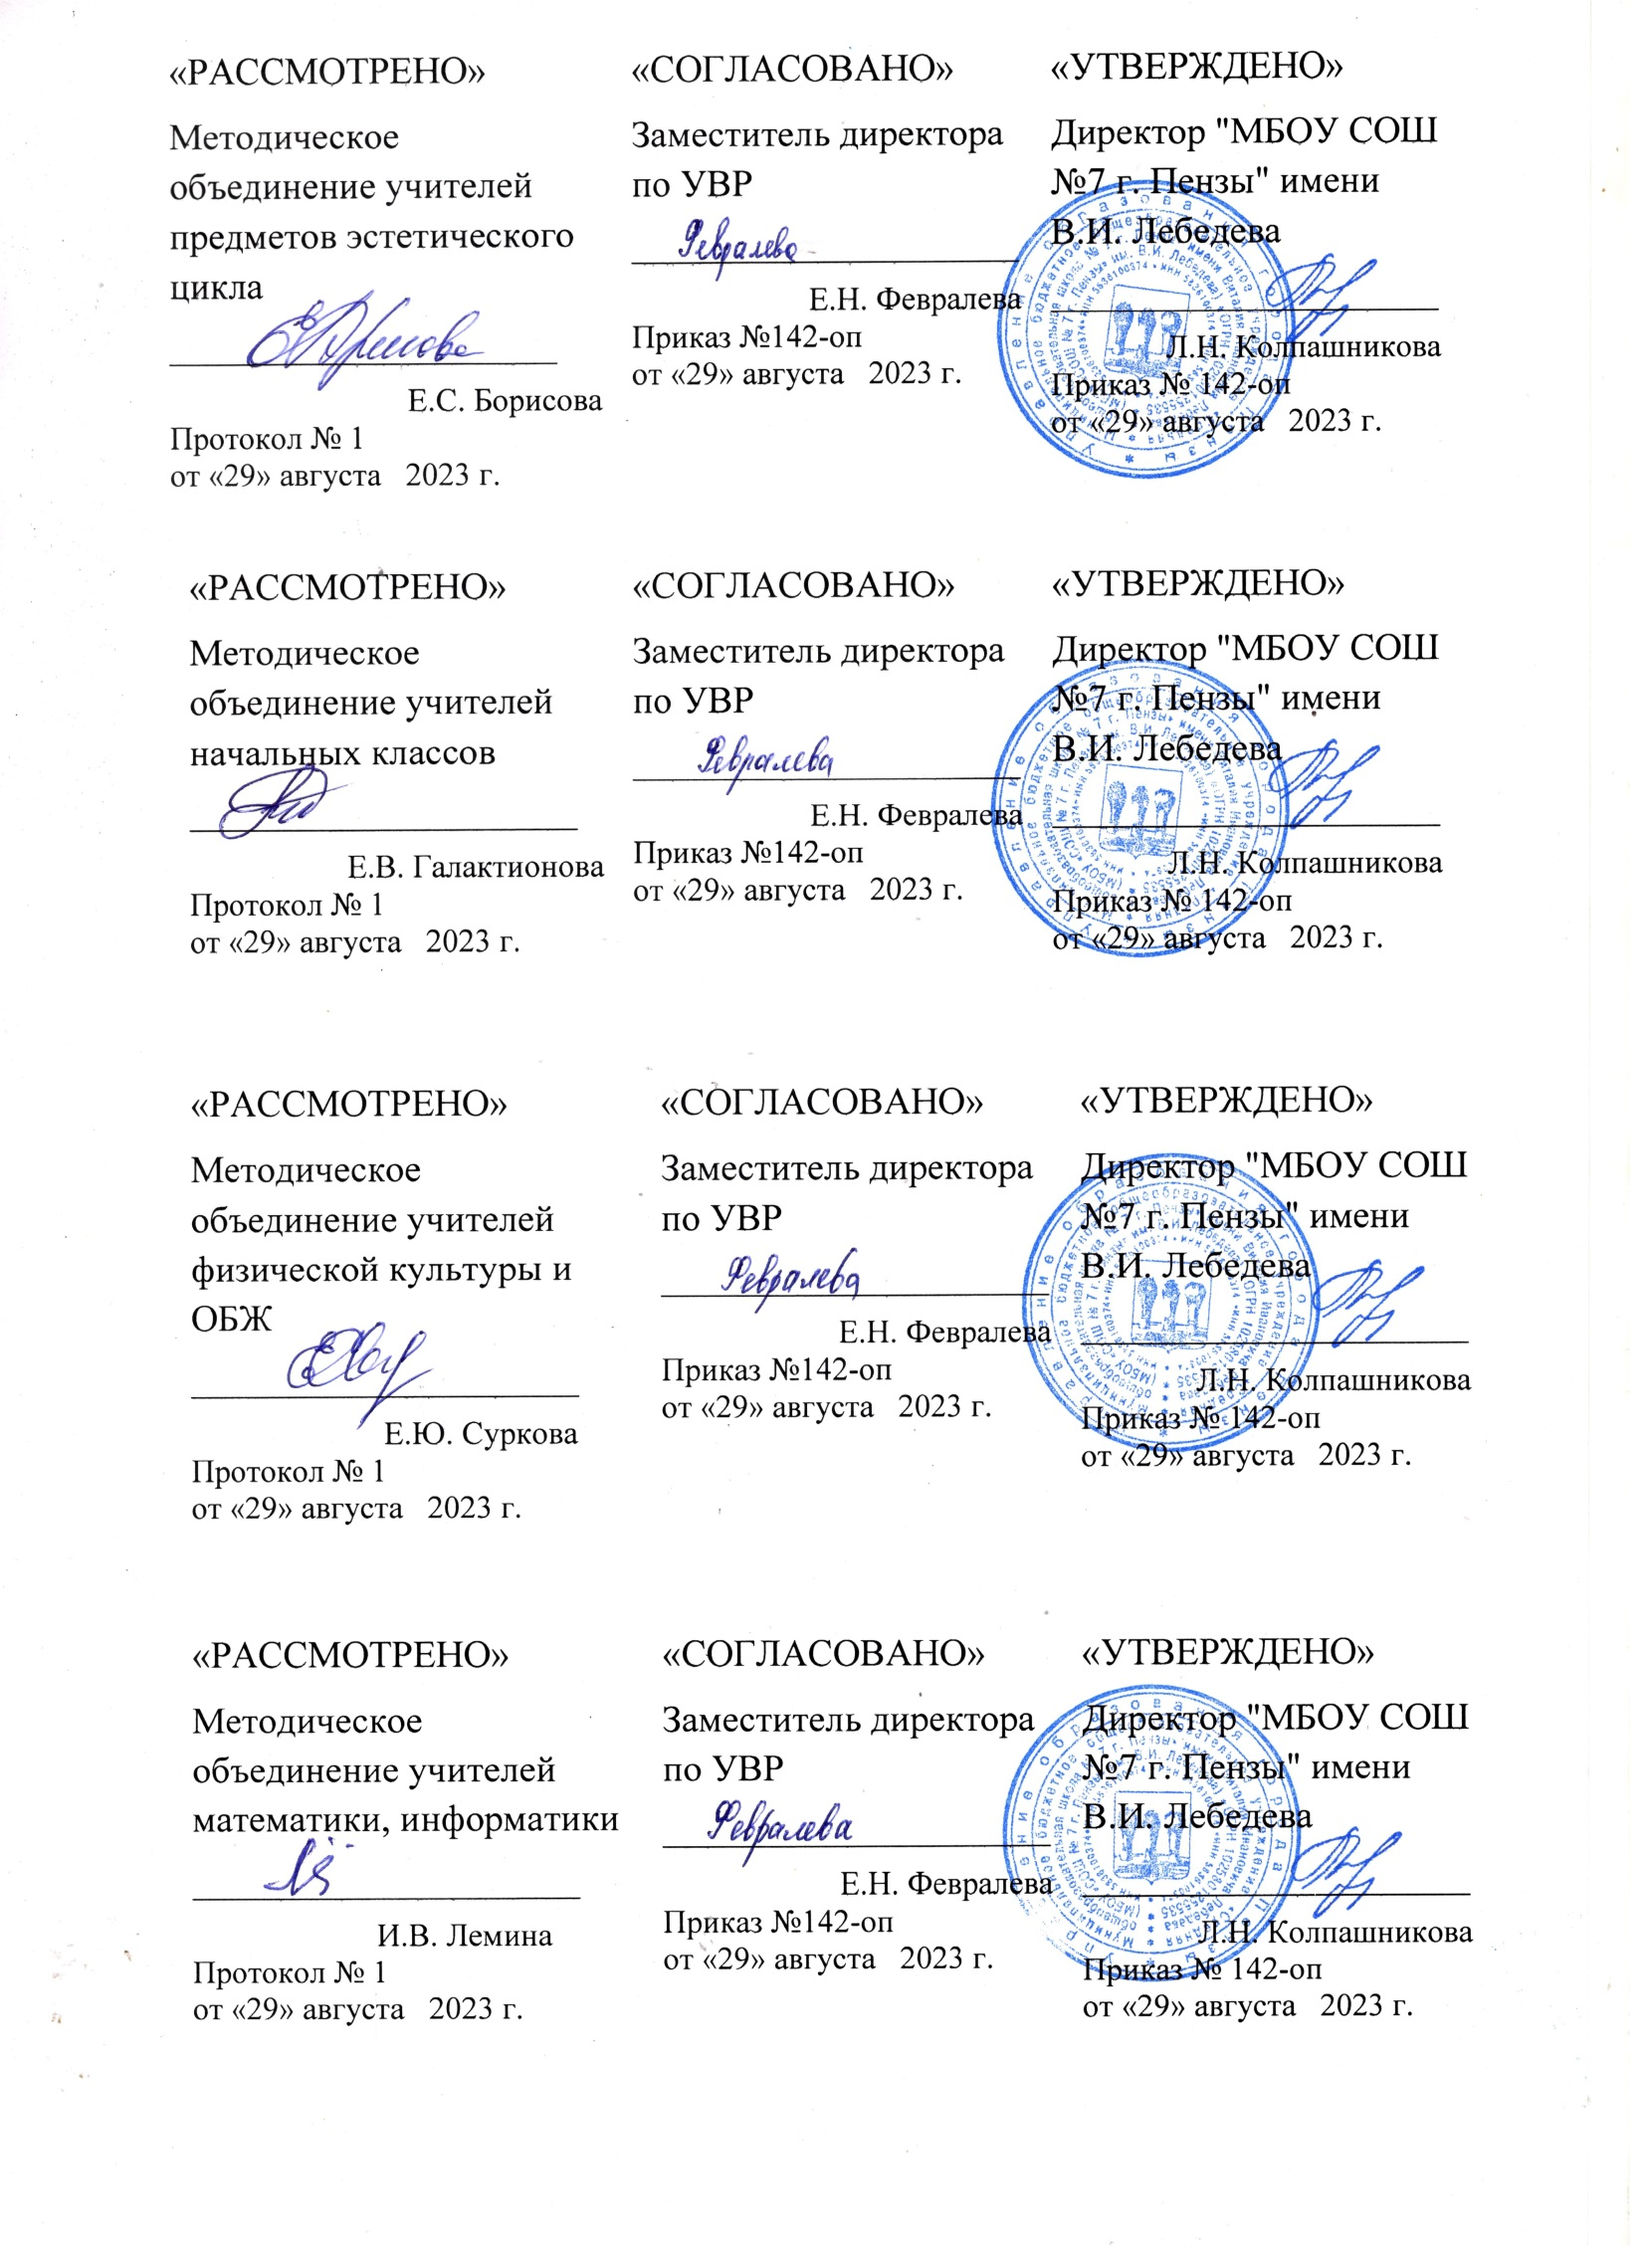 «РАССМОТРЕНО»
Методическое
объединение учителей
предметов эстетического
цикла
Е.С. Борисова
Протокол № 1
от «29» августа 2023 г.
«СОГЛАСОВАНО»
Заместитель директора
по УВР
Февралева
Е.Н. Февралева
Приказ №142-оп
от «29» августа 2023 г.
«УТВЕРЖДЕНО»
Директор "МБОУ СОШ
№7 г. Пензы" имени
В.И. Лебедева
Л.Н. Колпашникова
Приказ № 142-оп
от «29» августа 2023 г.
«РАССМОТРЕНО»
Методическое
объединение учителей
начальных классов
Е.В. Галактионова
Протокол № 1
от «29» августа 2023 г.
«СОГЛАСОВАНО»
Заместитель директора
по УВР
Февралева
Е.Н. Февралева
Приказ №142-оп
от «29» августа 2023 г.
«УТВЕРЖДЕНО»
Директор "МБОУ СОШ
№7 г. Пензы" имени
В.И. Лебедева
Л.Н. Колпашникова
Приказ № 142-оп
от «29» августа 2023 г.
«РАССМОТРЕНО»
Методическое
объединение учителей
физической культуры и
ОБЖ
Е.Ю. Суркова
Протокол № 1
от «29» августа 2023 г.
«СОГЛАСОВАНО»
Заместитель директора
по УВР
Февралева
Е.Н. Февралева
Приказ №142-оп
от «29» августа 2023 г.
«УТВЕРЖДЕНО»
Директор "МБОУ СОШ
№7 г. Пензы" имени
В.И. Лебедева
Л.Н. Колпашникова
Приказ № 142-оп
от «29» августа 2023 г.
«РАССМОТРЕНО»
Методическое
объединение учителей
математики, информатики
И.В. Лемина
Протокол № 1
от «29» августа 2023 г.
«СОГЛАСОВАНО»
Заместитель директора
по УВР
Февралева
Е.Н. Февралева
Приказ №142-оп
от «29» августа 2023 г.
«УТВЕРЖДЕНО»
Директор "МБОУ СОШ
№7 г. Пензы" имени
В.И. Лебедева
Л.Н. Колпашникова
Приказ № 142-оп
от «29» августа 2023 г.